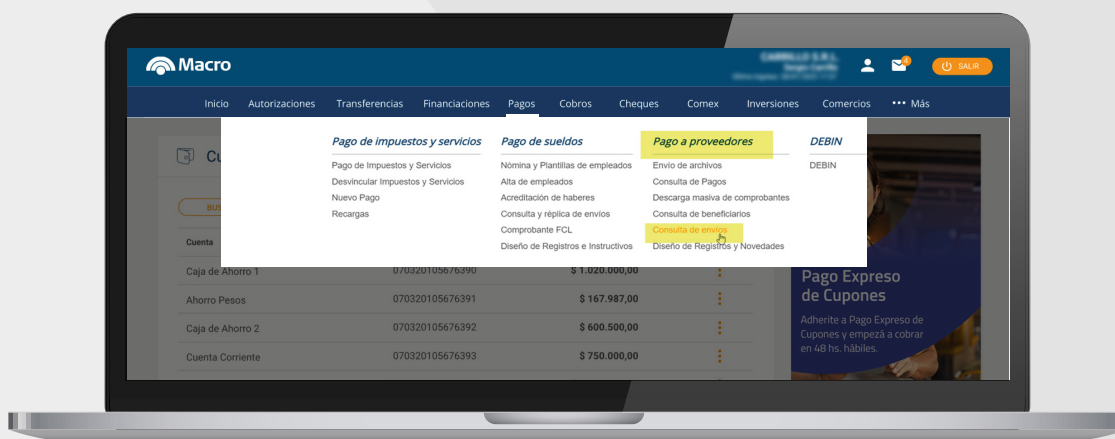 Macro
4
SALIR
Inicio Autorizaciones Transferencias Financiaciones Pagos Cobros Cheques Comex Inversiones Comercios ••• Más
Pago de impuestos y servicios
Pago de Impuestos y Servicios
Desvincular Impuestos y Servicios
Nuevo Pago
Recargas
Pago de sueldos
Nómina y Plantillas de empleados
Alta de empleados
Acreditación de haberes
Consulta y réplica de envíos
Comprobante FCL
Diseño de Registros e Instructivos
Pago a proveedores
Envío de archivos
Consulta de Pagos
Descarga masiva de comprobantes
Consulta de beneficiarios
Consulta de envíos
Diseño de Registros y Novedades
DEBIN
DEBIN
Cuenta
Caja de Ahorro 1 070320105676390 $ 1.020.000,00
Ahorro Pesos 070320105676391 $ 167.987,00
Caja de Ahorro 2 070320105676392 $ 600.500,00
Cuenta Corriente 070320105676393 $ 750.000,00
Pago Expreso
de Cupones
Adherite a Pago Expreso de
Cupones y empezá a cobrar
en 48 hs. hábiles.